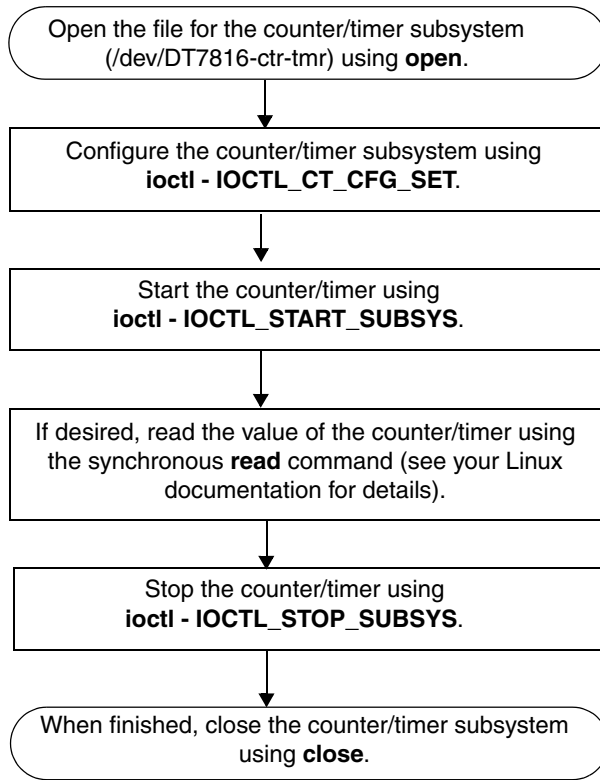 Open the file for the counter/timer subsystem
(/dev/DT7816-ctr-tmr) using open.
Configure the counter/timer subsystem using
ioctl - IOCTL_CT_CFG_SET.
Start the counter/timer using
ioctl - IOCTL_START_SUBSYS.
If desired, read the value of the counter/timer using
the synchronous read command (see your Linux
documentation for details).
Stop the counter/timer using
ioctl - IOCTL_STOP_SUBSYS.
When finished, close the counter/timer subsystem
using close.